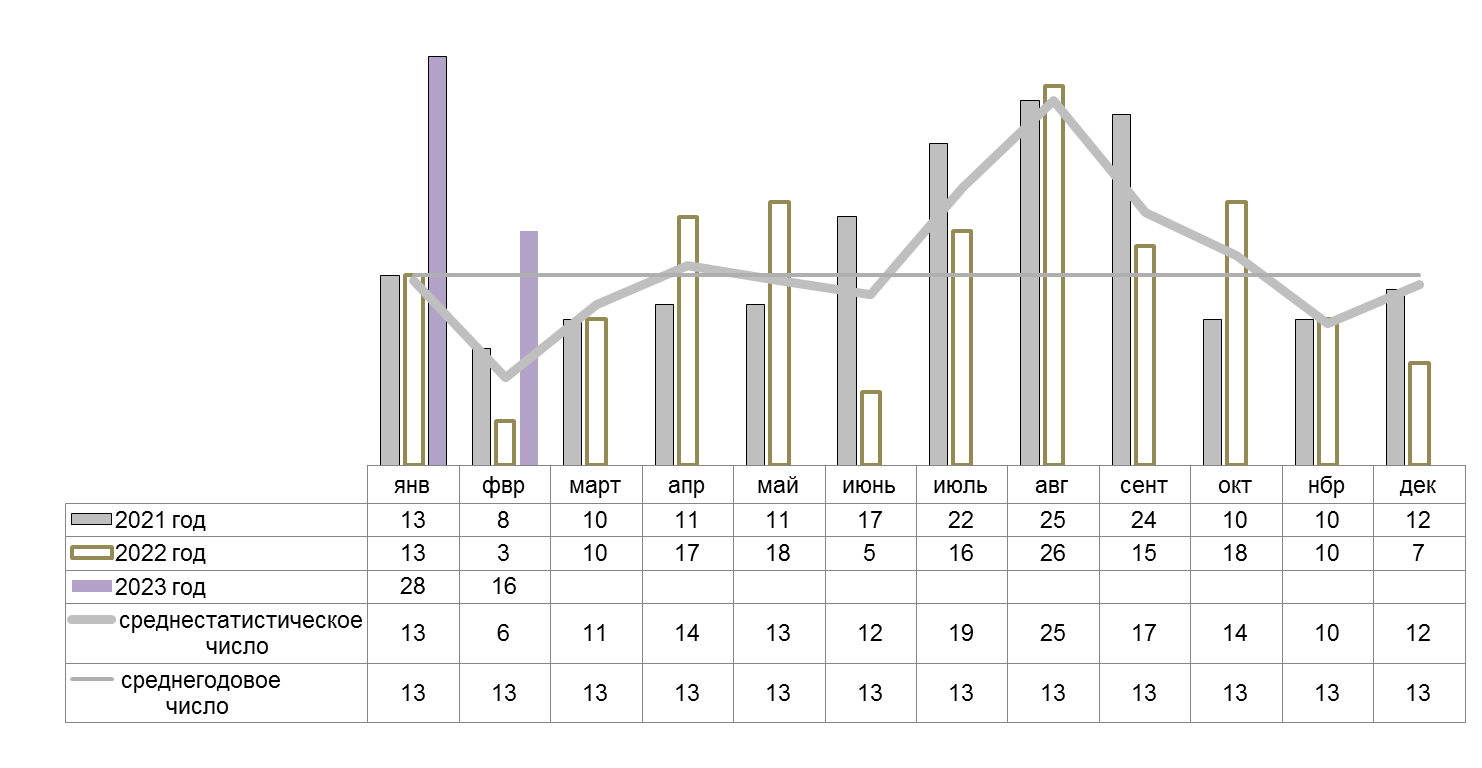 янв фвр март апр май июнь июль авг сент окт нбр дек
2021 год 13 8 10 11 11 17 22 25 24 10 10 12
2022 год 13 3 10 17 18 5 16 26 15 18 10 7
2023 год 28 16
среднестатистическое
число 13 6 11 14 13 12 19 25 17 14 10 12
среднегодовое
число 13 13 13 13 13 13 13 13 13 13 13 13